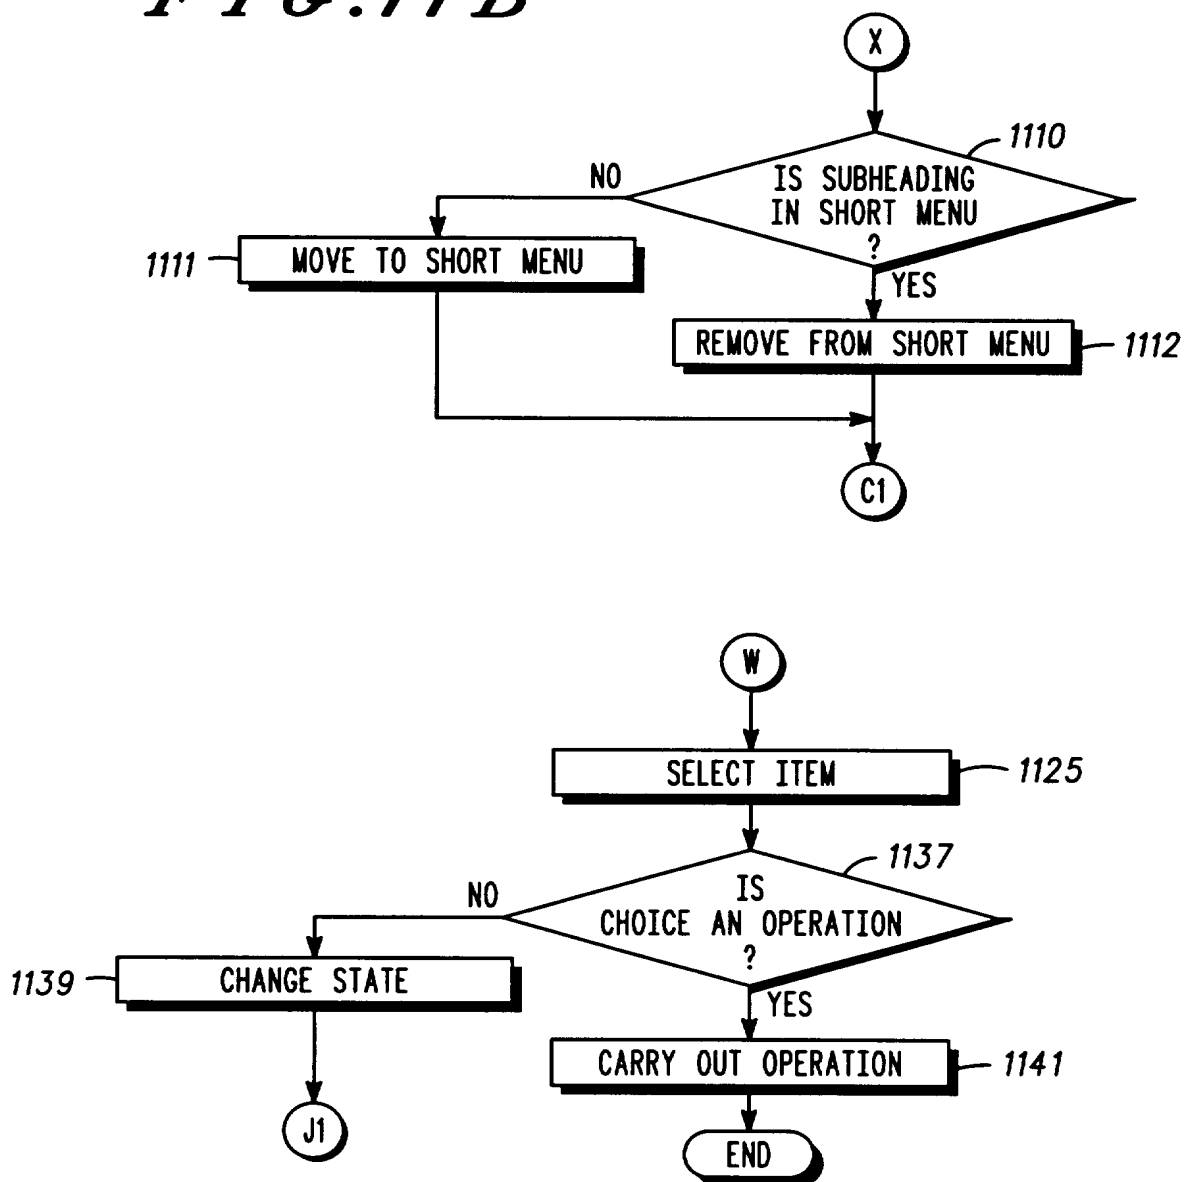 FIG. 11B
X
1110
IS SUBHEADING
IN SHORT MENU
?
NO
1111
MOVE TO SHORT MENU
YES
REMOVE FROM SHORT MENU
1112
C1
W
SELECT ITEM
1125
1137
IS
CHOICE AN OPERATION
?
NO
1139
CHANGE STATE
YES
CARRY OUT OPERATION
1141
J1
END